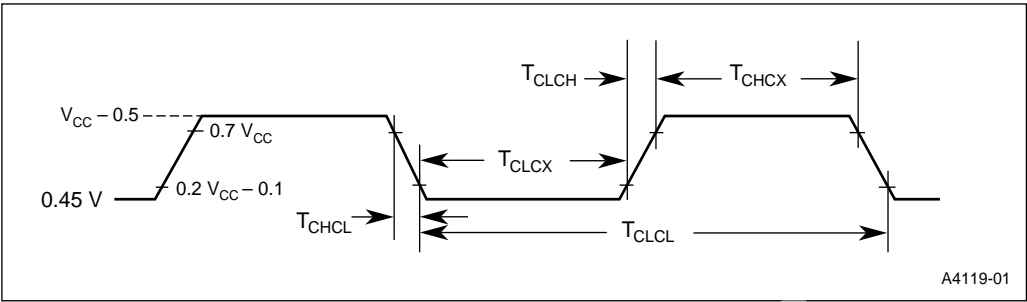 T_CLCH
T_CHCX
V_CC – 0.5
0.7 V_CC
T_CLCX
0.2 V_CC – 0.1
0.45 V
T_CHCL
T_CLCL
A4119-01